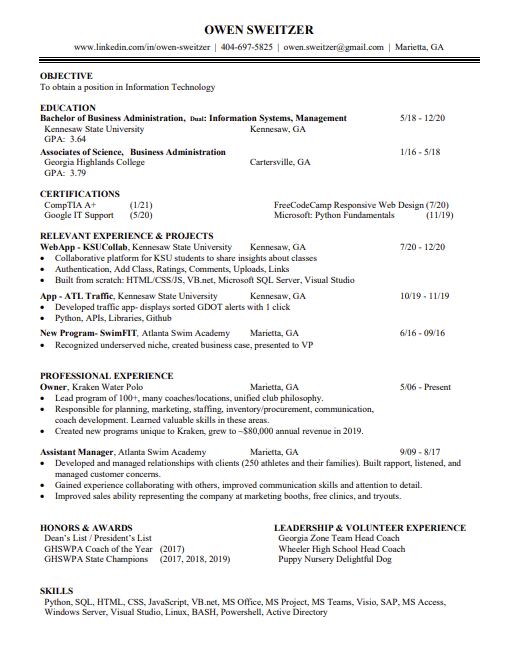 OWEN SWEITZER
www.linkedin.com/in/owen-sweitzer | 404-697-5825 | owen.sweitzer@gmail.com | Marietta, GA
OBJECTIVE
To obtain a position in Information Technology
EDUCATION
Bachelor of Business Administration, Dual: Information Systems, Management 5/18 - 12/20
Kennesaw State University Kennesaw, GA
GPA: 3.64
Associates of Science, Business Administration 1/16 - 5/18
Georgia Highlands College Cartersville, GA
GPA: 3.79
CERTIFICATIONS
CompTIA A+ (1/21) FreeCodeCamp Responsive Web Design (7/20)
Google IT Support (5/20) Microsoft: Python Fundamentals (11/19)
RELEVANT EXPERIENCE & PROJECTS
WebApp - KSUCollab, Kennesaw State University Kennesaw, GA 7/20 - 12/20
• Collaborative platform for KSU students to share insights about classes
• Authentication, Add Class, Ratings, Comments, Uploads, Links
• Built from scratch: HTML/CSS/JS, VB.net, Microsoft SQL Server, Visual Studio
App - ATL Traffic, Kennesaw State University Kennesaw, GA 10/19 - 11/19
• Developed traffic app- displays sorted GDOT alerts with 1 click
• Python, APIs, Libraries, Github
New Program- SwimFIT, Atlanta Swim Academy Marietta, GA 6/16 - 09/16
• Recognized underserved niche, created business case, presented to VP
PROFESSIONAL EXPERIENCE
Owner, Kraken Water Polo Marietta, GA 5/06 - Present
• Lead program of 100+, many coaches/locations, unified club philosophy.
• Responsible for planning, marketing, staffing, inventory/procurement, communication,
coach development. Learned valuable skills in these areas.
• Created new programs unique to Kraken, grew to ~$80,000 annual revenue in 2019.
Assistant Manager, Atlanta Swim Academy Marietta, GA 9/09 - 8/17
• Developed and managed relationships with clients (250 athletes and their families). Built rapport, listened, and
managed customer concerns.
• Gained experience collaborating with others, improved communication skills and attention to detail.
• Improved sales ability representing the company at marketing booths, free clinics, and tryouts.
HONORS & AWARDS LEADERSHIP & VOLUNTEER EXPERIENCE
Dean's List / President's List Georgia Zone Team Head Coach
GHSWPA Coach of the Year (2017) Wheeler High School Head Coach
GHSWPA State Champions (2017, 2018, 2019) Puppy Nursery Delightful Dog
SKILLS
Python, SQL, HTML, CSS, JavaScript, VB.net, MS Office, MS Project, MS Teams, Visio, SAP, MS Access,
Windows Server, Visual Studio, Linux, BASH, Powershell, Active Directory